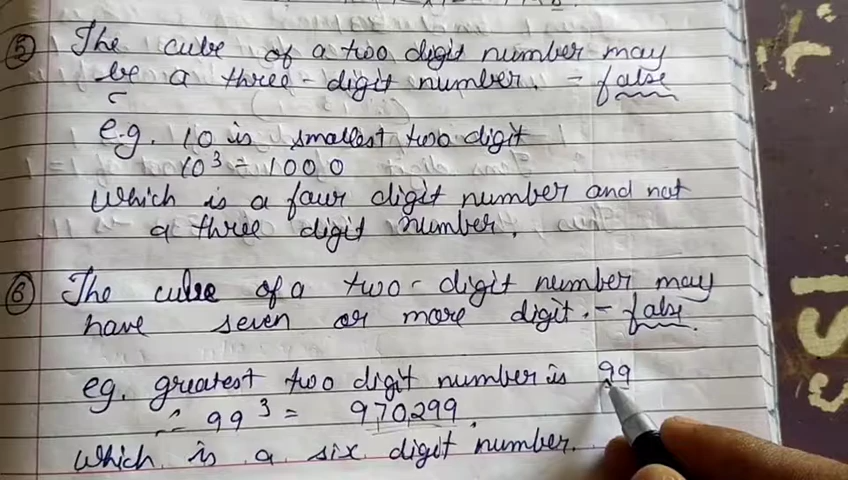 5 The cube of a two digit number may
be a three-digit number. - false
e.g. 10 is smallest two digit
10³ = 1000
which is a four digit number and not
a three digit number.
6 The cube of a two-digit number may
have seven or more digit. - false.
eg. greatest two digit number is 99
∴ 99³ = 970,299
which is a six digit number.